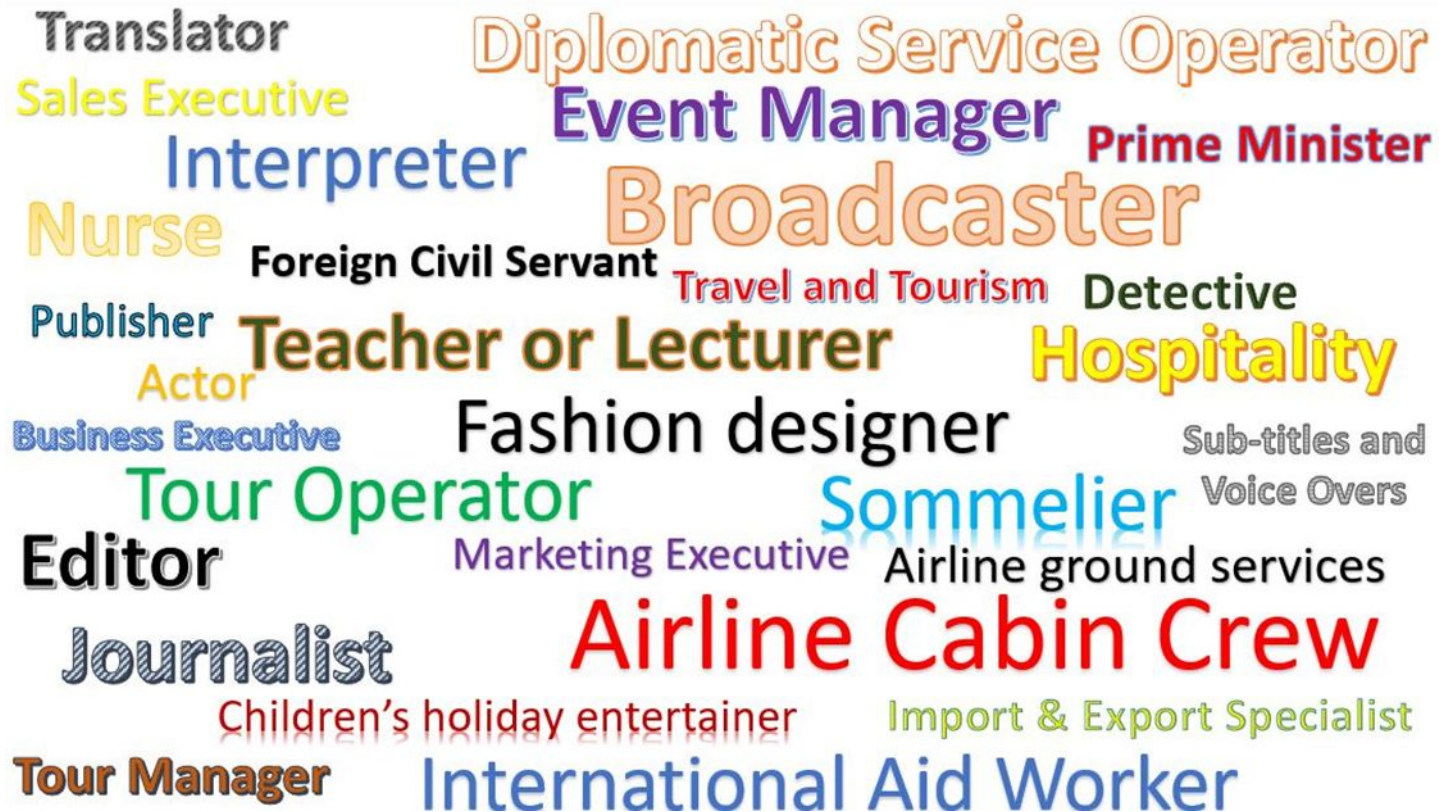 Translator
Diplomatic Service Operator
Sales Executive
Event Manager
Prime Minister
Interpreter
Broadcaster
Nurse
Foreign Civil Servant
Travel and Tourism
Detective
Publisher
Teacher or Lecturer
Hospitality
Actor
Business Executive
Fashion designer
Sub-titles and
Voice Overs
Tour Operator
Sommelier
Editor
Marketing Executive
Airline ground services
Journalist
Airline Cabin Crew
Children’s holiday entertainer
Import & Export Specialist
Tour Manager
International Aid Worker